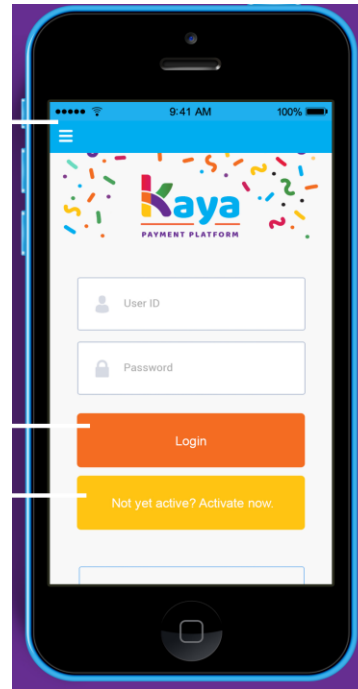 9:41 AM
100%
Kaya
PAYMENT PLATFORM
User ID
Password
Login
Not yet active? Activate now.